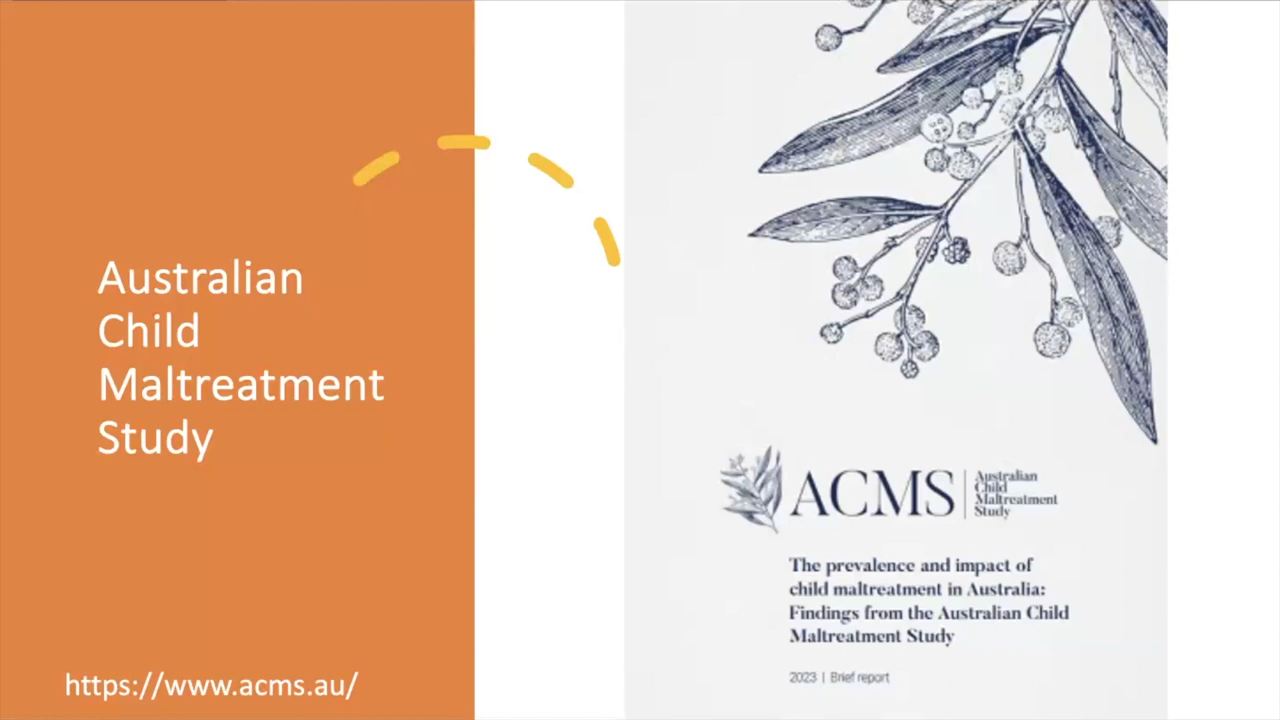 Australian
Child
Maltreatment
Study
https://www.acms.au/
ACMS
Australian
Child
Maltreatment
Study
The prevalence and impact of
child maltreatment in Australia:
Findings from the Australian Child
Maltreatment Study
2023 | Brief report